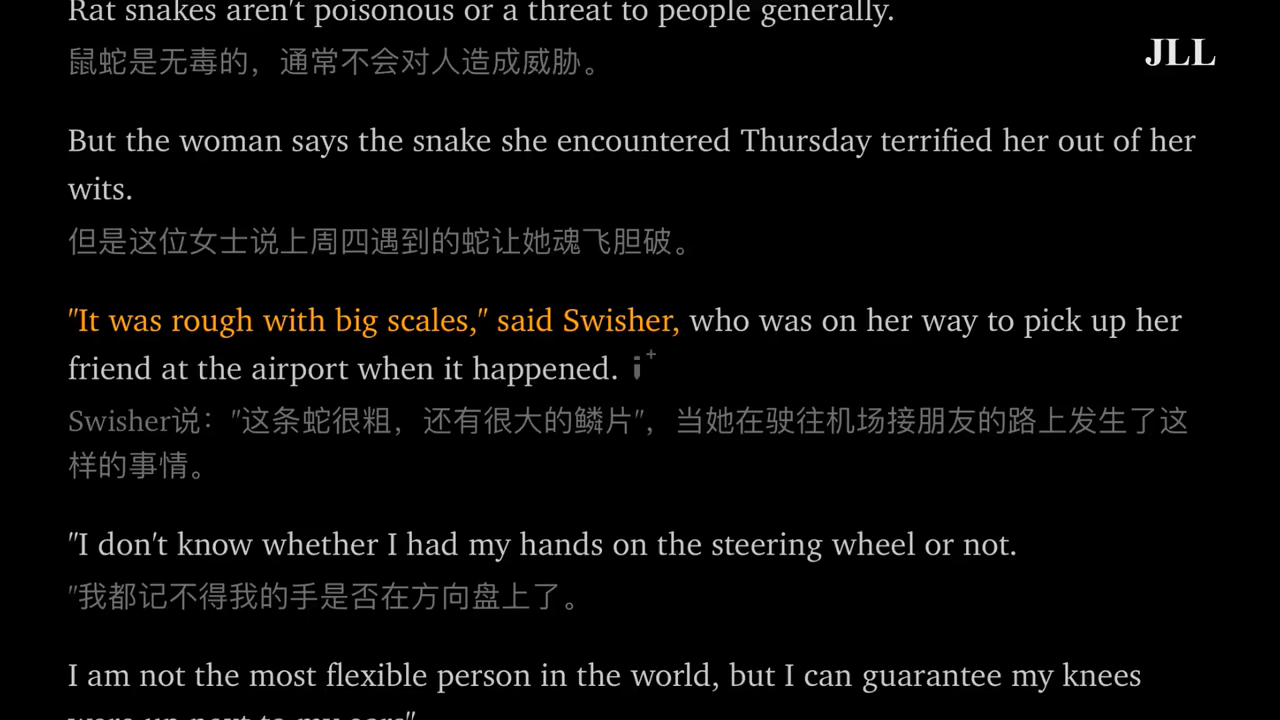 Rat snakes aren't poisonous or a threat to people generally.
鼠蛇是无毒的，通常不会对人造成威胁。
JLL
But the woman says the snake she encountered Thursday terrified her out of her
wits.
但是这位女士说上周四遇到的蛇让她魂飞胆破。
"It was rough with big scales," said Swisher, who was on her way to pick up her
friend at the airport when it happened.
Swisher说："这条蛇很粗，还有很大的鳞片"，当她在驶往机场接朋友的路上发生了这
样的事情。
"I don't know whether I had my hands on the steering wheel or not.
"我都记不得我的手是否在方向盘上了。
I am not the most flexible person in the world, but I can guarantee my knees
were up next to my ears"